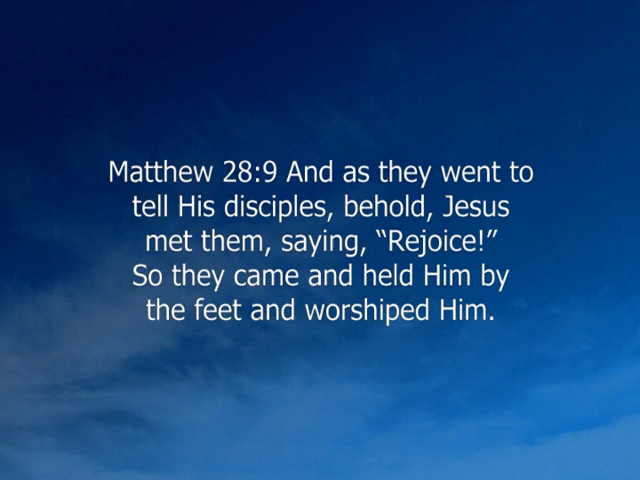 Matthew 28:9 And as they went to
tell His disciples, behold, Jesus
met them, saying, “Rejoice!”
So they came and held Him by
the feet and worshiped Him.